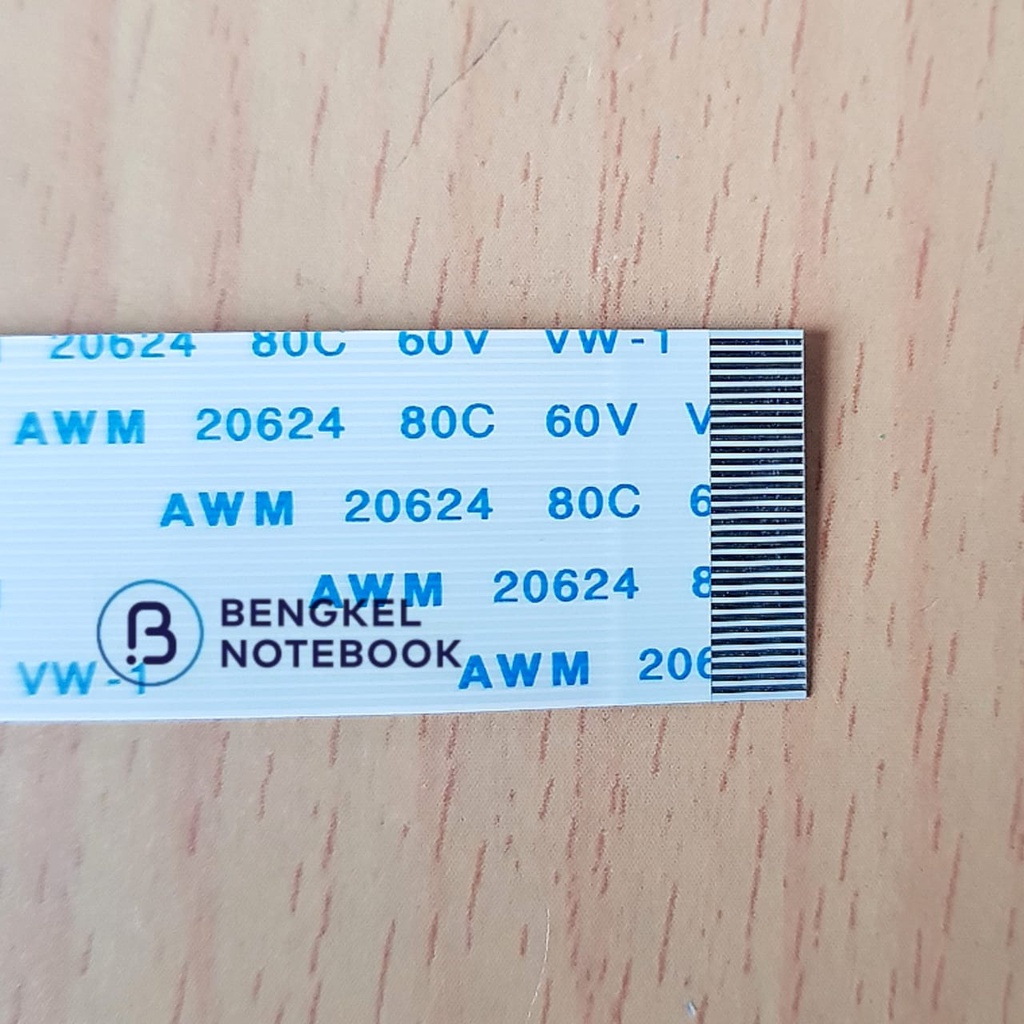 20624 80C 60V VW-1
AWM 20624 80C 60V V
AWM 20624 80C 6
AWM 20624 8
BENGKEL
NOTEBOOK
VW-1 AWM 206